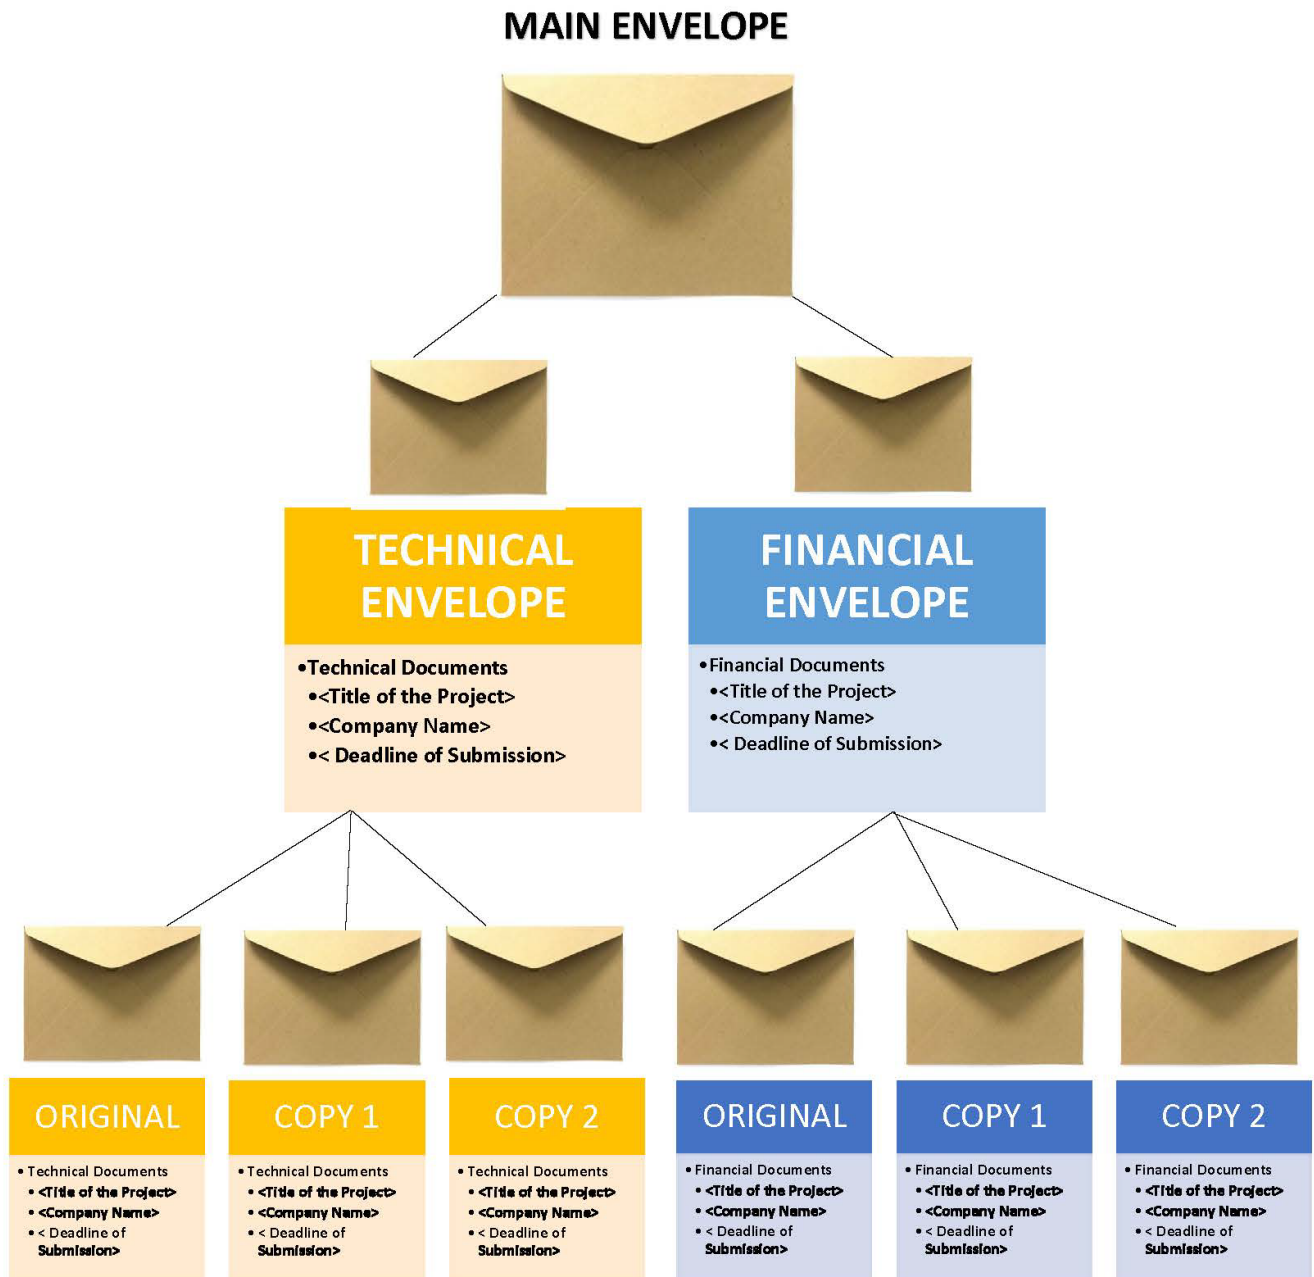 MAIN ENVELOPE
TECHNICAL
ENVELOPE
•Technical Documents
•<Title of the Project>
•<Company Name>
•< Deadline of Submission>
FINANCIAL
ENVELOPE
•Financial Documents
•<Title of the Project>
•<Company Name>
•< Deadline of Submission>
ORIGINAL
• Technical Documents
• <Title of the Project>
• <Company Name>
• < Deadline of
Submission>
COPY 1
• Technical Documents
• <Title of the Project>
• <Company Name>
• < Deadline of
Submission>
COPY 2
• Technical Documents
• <Title of the Project>
• <Company Name>
• < Deadline of
Submission>
ORIGINAL
• Financial Documents
• <Title of the Project>
• <Company Name>
• < Deadline of
Submission>
COPY 1
• Financial Documents
• <Title of the Project>
• <Company Name>
• < Deadline of
Submission>
COPY 2
• Financial Documents
• <Title of the Project>
• <Company Name>
• < Deadline of
Submission>